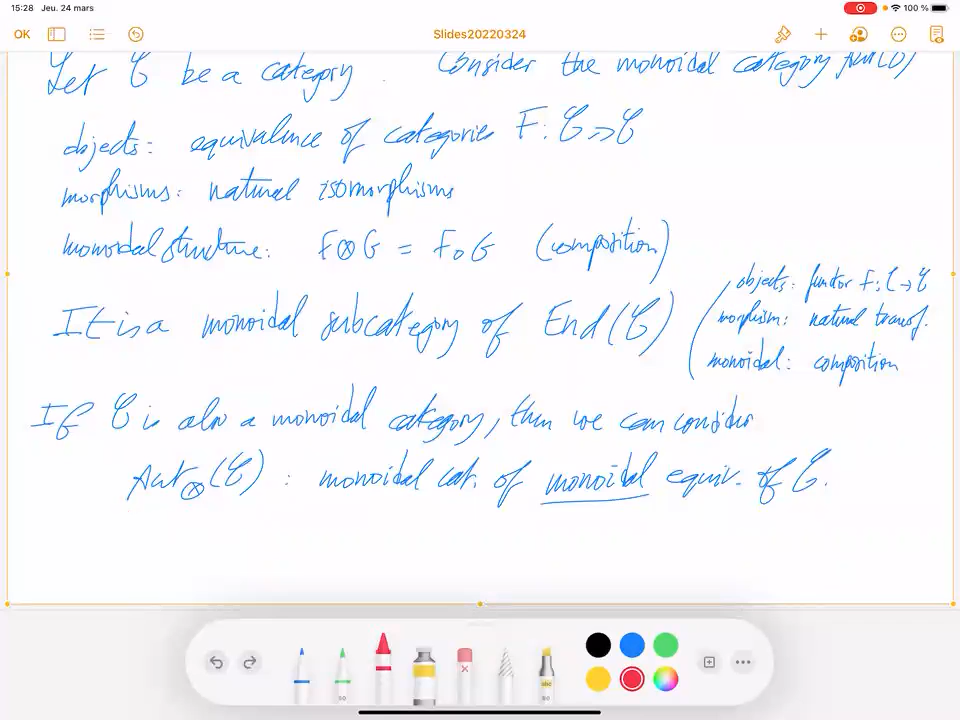 15:28 Jeu. 24 mars
100 %
OK
Slides20220324
Let 𝒞 be a category. Consider the monoidal category Aut(𝒞)
objects: equivalence of categories F: 𝒞 → 𝒞
morphisms: natural isomorphisms
monoidal structure: F⊗G = F∘G (composition)
It is a monoidal subcategory of End(𝒞)
objects: functor F: 𝒞 → 𝒞
morphism: natural transf.
monoidal: composition
If 𝒞 is also a monoidal category, then we can consider
Aut⊗(𝒞) : monoidal cat. of monoidal equiv. of 𝒞.